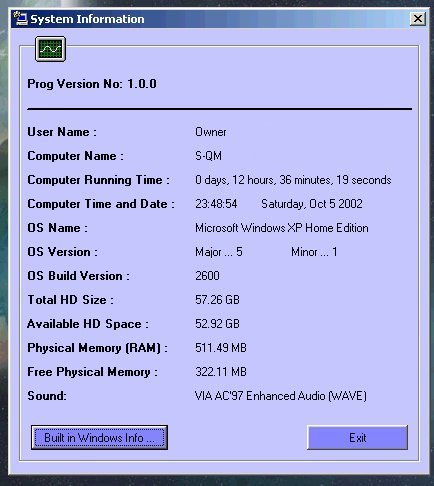 System Information
Prog Version No: 1.0.0
User Name : Owner
Computer Name : S-QM
Computer Running Time : 0 days, 12 hours, 36 minutes, 19 seconds
Computer Time and Date : 23:48:54 Saturday, Oct 5 2002
OS Name : Microsoft Windows XP Home Edition
OS Version : Major ... 5 Minor ... 1
OS Build Version : 2600
Total HD Size : 57.26 GB
Available HD Space : 52.92 GB
Physical Memory (RAM) : 511.49 MB
Free Physical Memory : 322.11 MB
Sound: VIA AC'97 Enhanced Audio (WAVE)
Built in Windows Info ... Exit